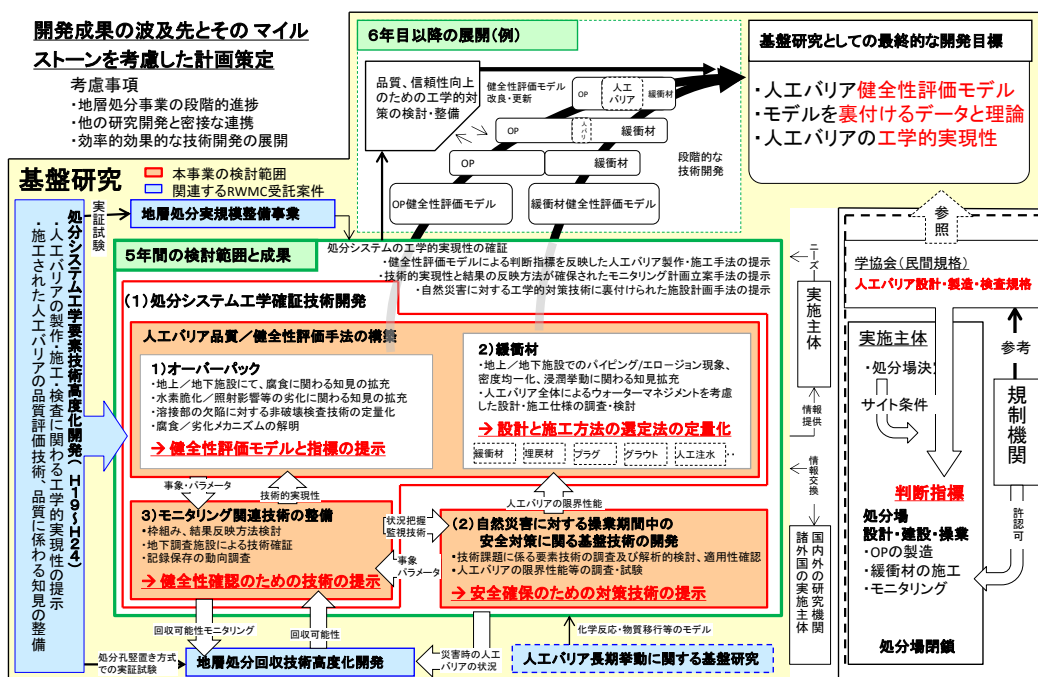 開発成果の波及先とその マイル
ストーンを考慮した計画策定
考慮事項
・地層処分事業の段階的進捗
・他の研究開発と密接な連携
・効率的効果的な技術開発の展開
6年目以降の展開(例)
品質、信頼性向上
のための工学的対
策の検討・整備
健全性評価モデル
改良・更新
OP
人工
バリア
緩衝材
OP
人工
バリ
緩衝材
OP
緩衝材
段階的な
技術開発
OP健全性評価モデル
緩衝材健全性評価モデル
基盤研究としての最終的な開発目標
・人工バリア健全性評価モデル
・モデルを裏付けるデータと理論
・人工バリアの工学的実現性
基盤研究
本事業の検討範囲
関連するRWMC受託案件
処分システム工学要素技術高度化開発(H19~H24)
・人工バリアの製作・施工・検査に関わる工学的実現性の提示
・施工された人工バリアの品質評価技術、品質に係わる知見の整備
実証試験
地層処分実規模整備事業
5年間の検討範囲と成果
処分システムの工学的実現性の確証
・健全性評価モデルによる判断指標を反映した人工バリア製作・施工手法の提示
・技術的実現性と結果の反映方法が確保されたモニタリング計画立案手法の提示
・自然災害に対する工学的対策技術に裏付けられた施設計画手法の提示
(1)処分システム工学確証技術開発
人工バリア品質/健全性評価手法の構築
1)オーバーパック
・地上/地下施設にて、腐食に関わる知見の拡充
・水素脆化/照射影響等の劣化に関わる知見の拡充
・溶接部の欠陥に対する非破壊検査技術の定量化
・腐食/劣化メカニズムの解明
→ 健全性評価モデルと指標の提示
2)緩衝材
・地上/地下施設でのパイピング/エロージョン現象、
密度均一化、浸潤挙動に関わる知見拡充
・人工バリア全体によるウォーターマネジメントを考慮
した設計・施工仕様の調査・検討
→ 設計と施工方法の選定法の定量化
緩衝材
埋戻材
プラグ
グラウト
人工注水
・・
事象・パラメータ
技術的実現性
人工バリアの限界性能
3)モニタリング関連技術の整備
・枠組み、結果反映方法検討
・地下調査施設による技術確証
・記録保存の動向調査
→ 健全性確認のための技術の提示
状況把握
監視技術
事象
パラメータ
(2)自然災害に対する操業期間中の
安全対策に関る基盤技術の開発
・技術課題に係る要素技術の調査及び解析的検討、適用性確認
・人工バリアの限界性能等の調査・試験
→ 安全確保のための対策技術の提示
回収可能性モニタリング
回収可能性
化学反応・物質移行等のモデル
処分孔竪置き方式
での実証試験
地層処分回収技術高度化開発
災害時の人工
バリアの状況
人工バリア長期挙動に関する基盤研究
ニーズ
実施主体
情報
提供
情報
交換
国内外の研究機関
諸外国の実施主体
参照
学協会(民間規格)
人工バリア設計・製造・検査規格
実施主体
・処分場決定
サイト条件
判断指標
処分場
設計・建設・操業
・OPの製造
・緩衝材の施工
・モニタリング
処分場閉鎖
参考
規制機関
許認可